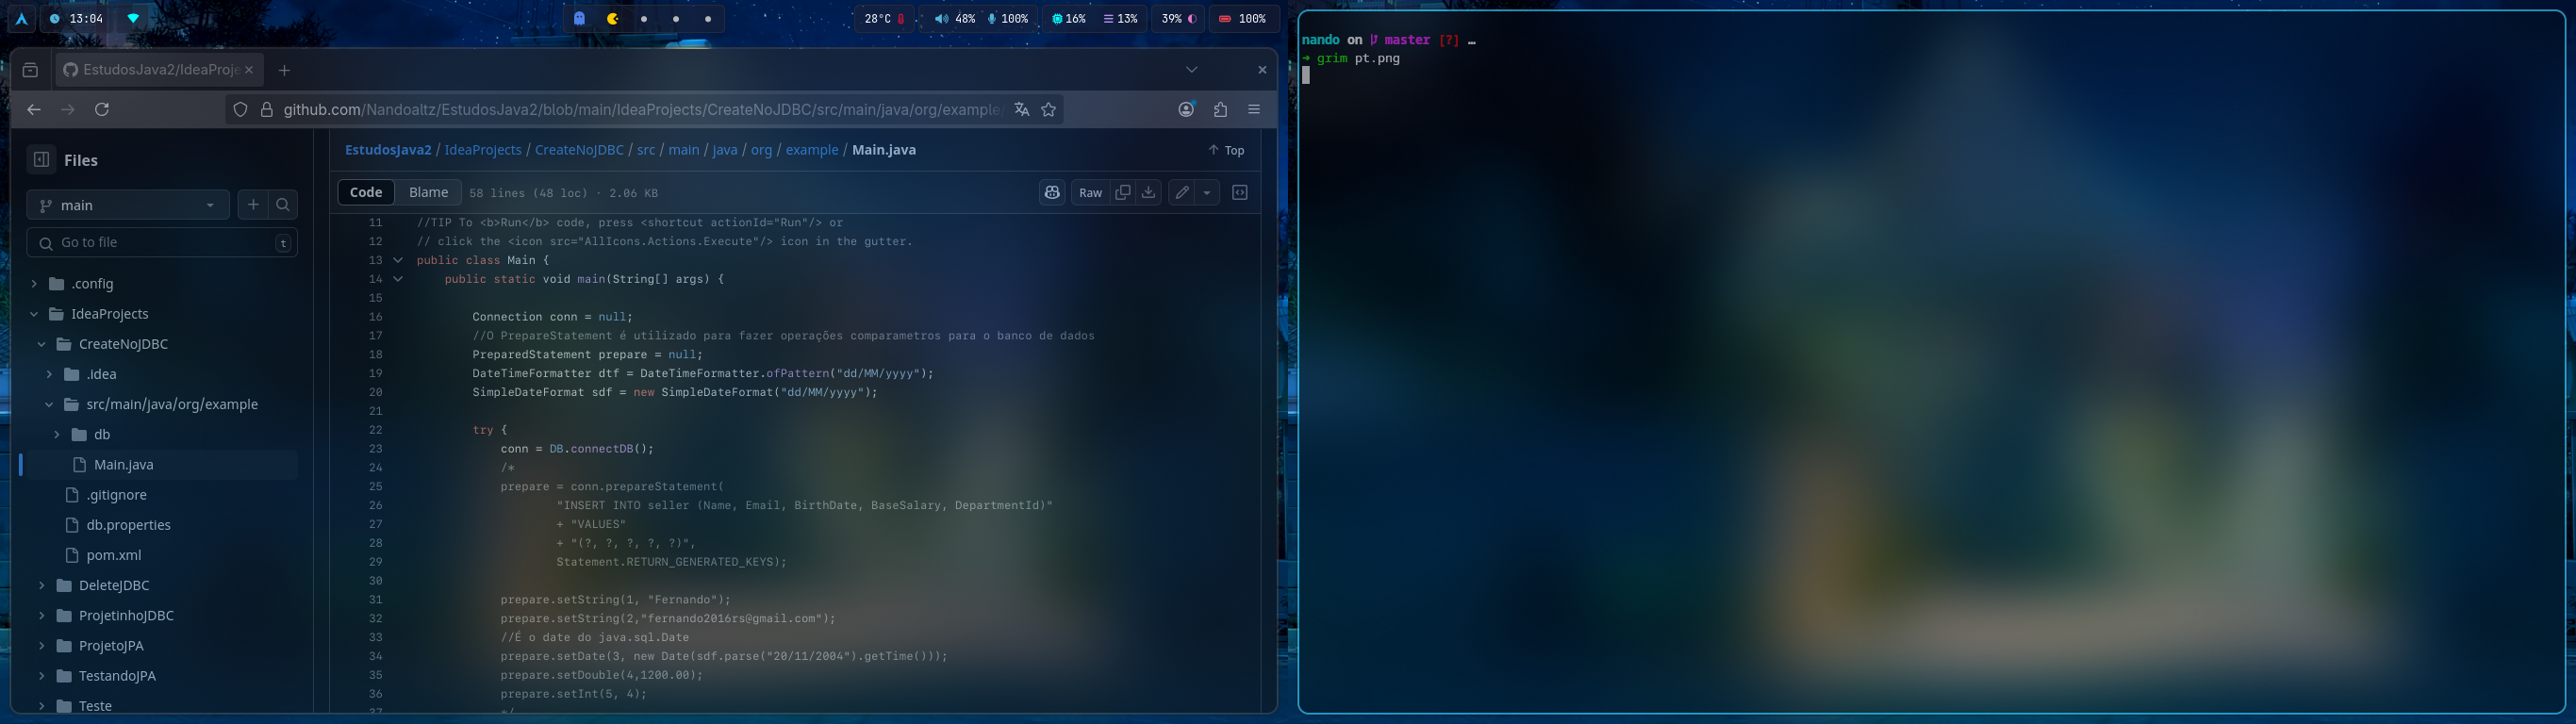 13:04
28°C 48% 100% 16% 13% 39% 100%
EstudosJava2/IdeaProje
github.com/Nandoaltz/EstudosJava2/blob/main/IdeaProjects/CreateNoJDBC/src/main/java/org/example/
Files
main
Go to file t
.config
IdeaProjects
CreateNoJDBC
.idea
src/main/java/org/example
db
Main.java
.gitignore
db.properties
pom.xml
DeleteJDBC
ProjetinhoJDBC
ProjetoJPA
TestandoJPA
Teste
EstudosJava2 / IdeaProjects / CreateNoJDBC / src / main / java / org / example / Main.java Top
Code Blame 58 lines (48 loc) · 2.06 KB Raw
11 //TIP To <b>Run</b> code, press <shortcut actionId="Run"/> or
12 // click the <icon src="AllIcons.Actions.Execute"/> icon in the gutter.
13 public class Main {
14 public static void main(String[] args) {
15
16 Connection conn = null;
17 //O PrepareStatement é utilizado para fazer operações comparametros para o banco de dados
18 PreparedStatement prepare = null;
19 DateTimeFormatter dtf = DateTimeFormatter.ofPattern("dd/MM/yyyy");
20 SimpleDateFormat sdf = new SimpleDateFormat("dd/MM/yyyy");
21
22 try {
23 conn = DB.connectDB();
24 /*
25 prepare = conn.prepareStatement(
26 "INSERT INTO seller (Name, Email, BirthDate, BaseSalary, DepartmentId)"
27 + "VALUES"
28 + "(?, ?, ?, ?, ?)",
29 Statement.RETURN_GENERATED_KEYS);
30
31 prepare.setString(1, "Fernando");
32 prepare.setString(2,"fernando2016rs@gmail.com");
33 //É o date do java.sql.Date
34 prepare.setDate(3, new Date(sdf.parse("20/11/2004").getTime()));
35 prepare.setDouble(4,1200.00);
36 prepare.setInt(5, 4);
37 */
nando on master [?] …
→ grim pt.png